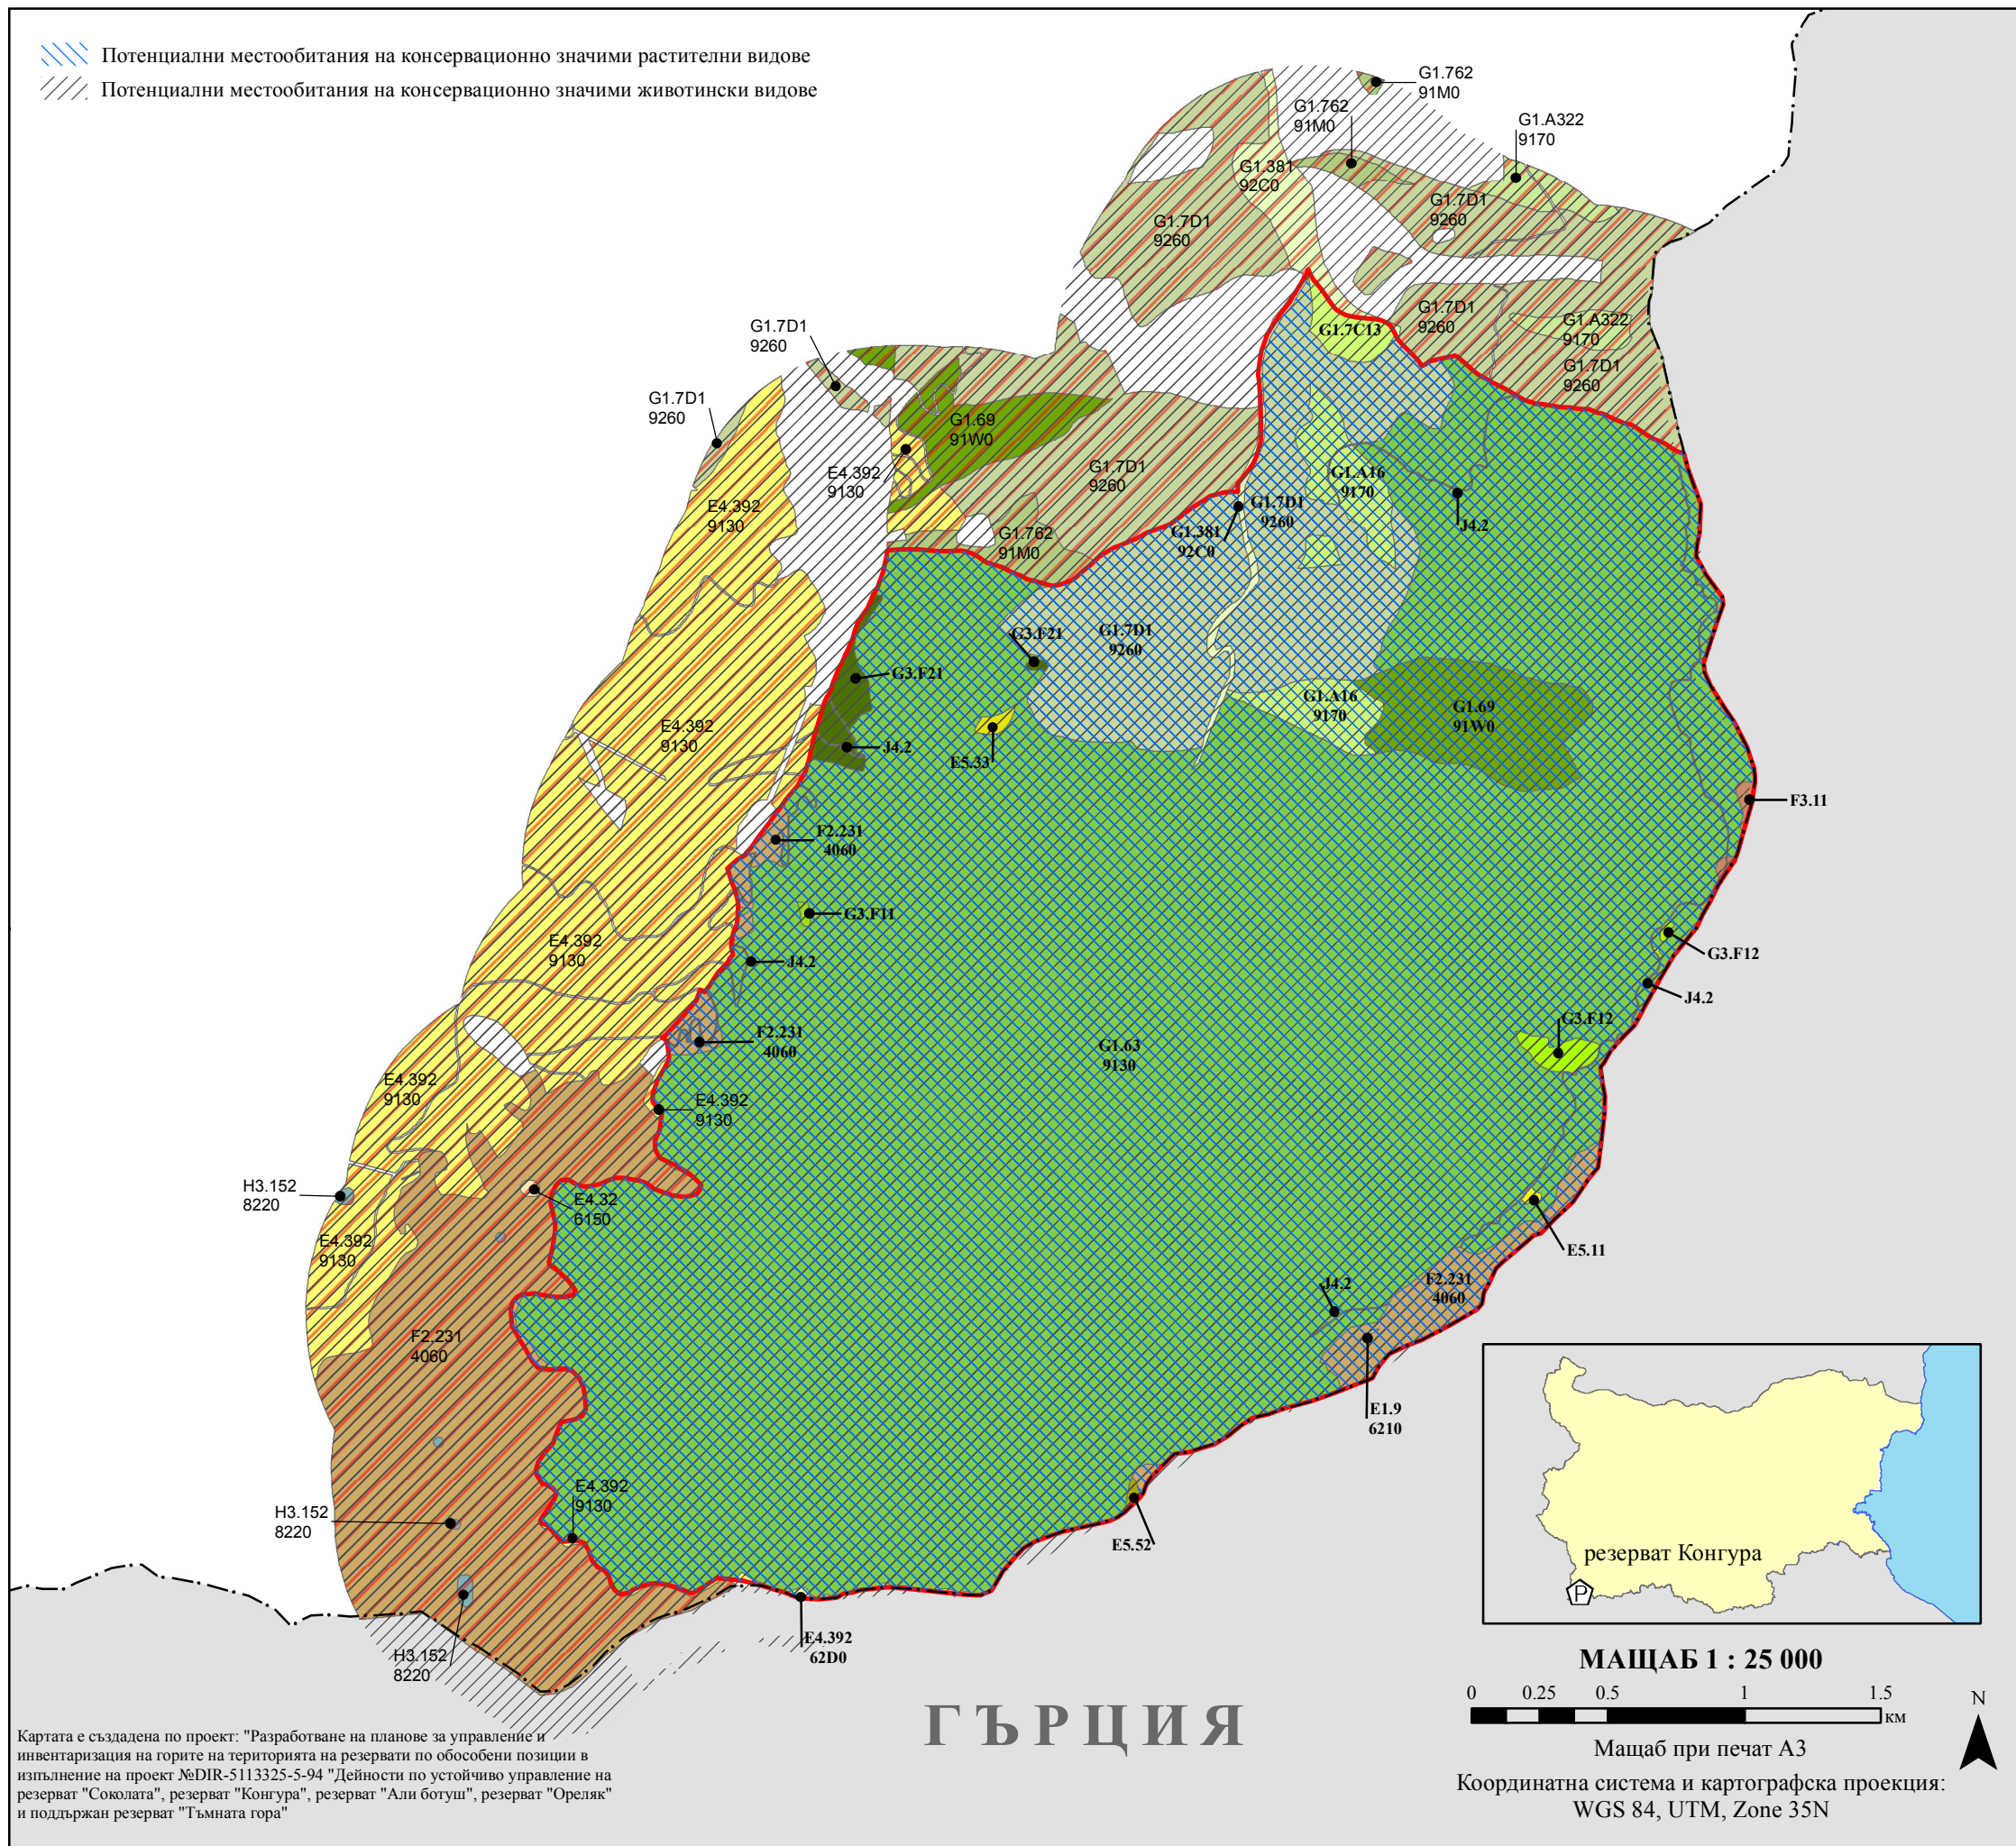 Потенциални местообитания на консервационно значими растителни видове
Потенциални местообитания на консервационно значими животински видове
G1.762
91M0
G1.762
91M0
G1.A322
9170
G1.381
92C0
G1.7D1
9260
G1.7D1
9260
G1.7D1
9260
G1.7C13
G1.A322
9170
G1.7D1
9260
G1.7D1
9260
G1.7D1
9260
G1.69
91W0
E4.392
9130
E4.392
9130
G1.7D1
9260
G1.A16
9170
G1.7D1
9260
G1.381
92C0
J4.2
G1.762
91M0
G3.F21
G1.7D1
9260
G3.F21
G1.A16
9170
G1.69
91W0
E4.392
9130
J4.2
E5.33
F3.11
F2.231
4060
G3.F11
E4.392
9130
J4.2
G3.F12
J4.2
G3.F12
F2.231
4060
G1.63
9130
E4.392
9130
E4.392
9130
H3.152
8220
E4.32
6150
E4.392
9130
E5.11
J4.2
F2.231
4060
F2.231
4060
E1.9
6210
E4.392
9130
H3.152
8220
E5.52
E4.392
62D0
H3.152
8220
ГЪРЦИЯ
резерват Конгура
P
МАЩАБ 1 : 25 000
0 0.25 0.5 1 1.5
км
N
Мащаб при печат А3
Координатна система и картографска проекция:
WGS 84, UTM, Zone 35N
Картата е създадена по проект: "Разработване на планове за управление и
инвентаризация на горите на територията на резервати по обособени позиции в
изпълнение на проект №DIR-5113325-5-94 "Дейности по устойчиво управление на
резерват "Соколата", резерват "Конгура", резерват "Али ботуш", резерват "Ореляк"
и поддържан резерват "Тъмната гора"